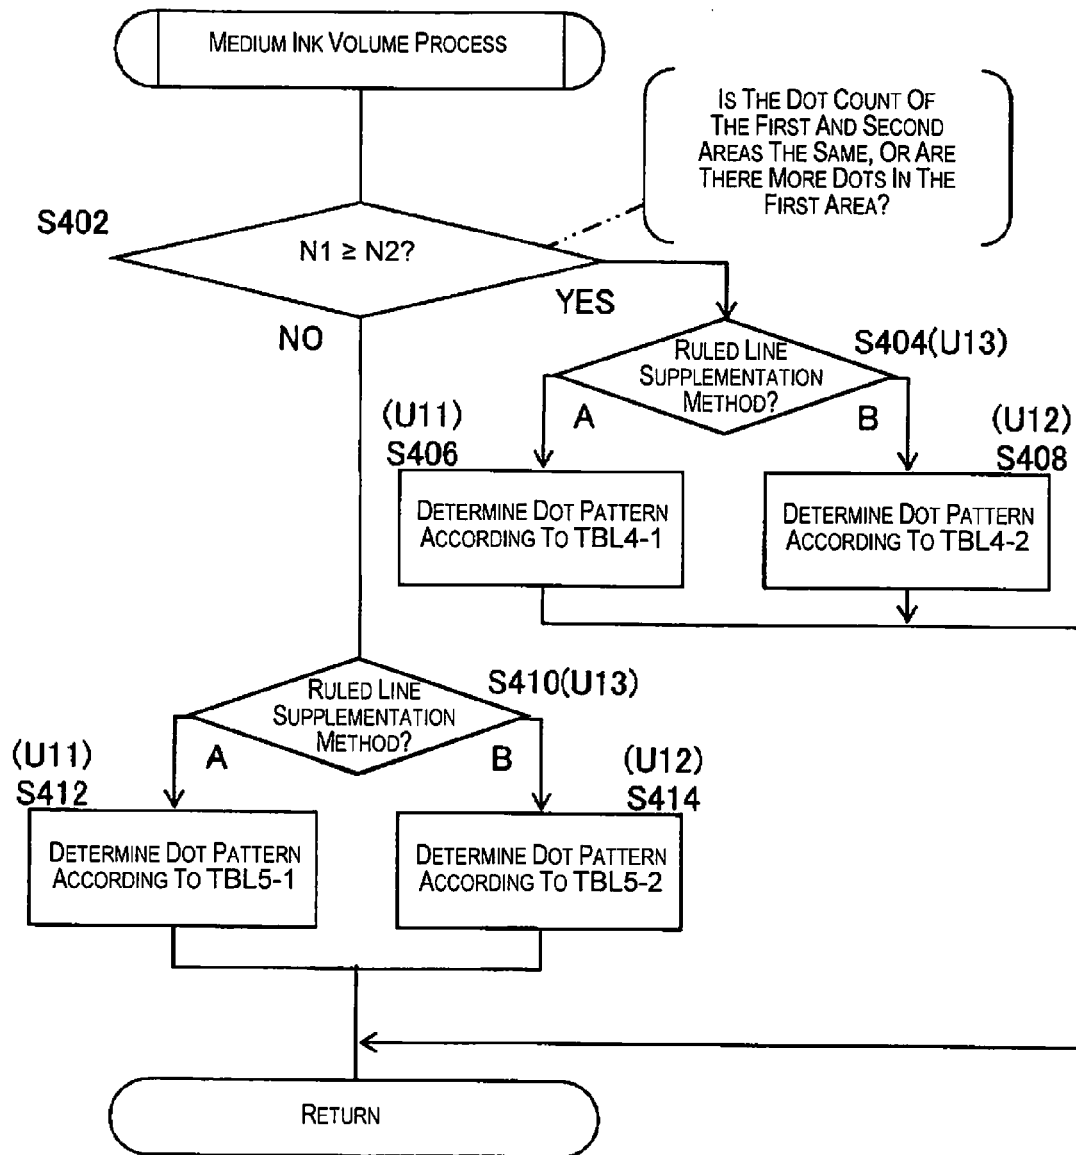 MEDIUM INK VOLUME PROCESS
IS THE DOT COUNT OF
THE FIRST AND SECOND
AREAS THE SAME, OR ARE
THERE MORE DOTS IN THE
FIRST AREA?
S402
N1 ≥ N2?
YES
NO
S404(U13)
RULED LINE
SUPPLEMENTATION
METHOD?
A
B
(U11)
S406
(U12)
S408
DETERMINE DOT PATTERN
ACCORDING TO TBL4-1
DETERMINE DOT PATTERN
ACCORDING TO TBL4-2
S410(U13)
RULED LINE
SUPPLEMENTATION
METHOD?
A
B
(U11)
S412
(U12)
S414
DETERMINE DOT PATTERN
ACCORDING TO TBL5-1
DETERMINE DOT PATTERN
ACCORDING TO TBL5-2
RETURN